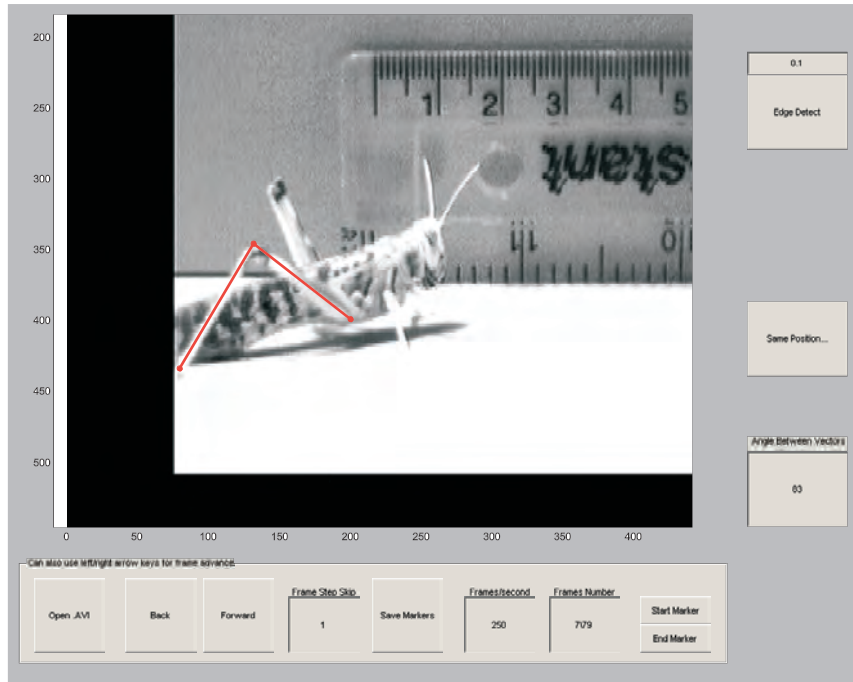 200
250
300
350
400
450
500
0 50 100 150 200 250 300 350 400
1 2 3 4 5
0.1
Edge Detect
Same Position...
Angle Between Vectors
83
Can also use left/right arrow keys for frame advance.
Open .AVI
Back
Forward
Frame Step Skip
1
Save Markers
Frames/second
250
Frames Number
7\79
Start Marker
End Marker